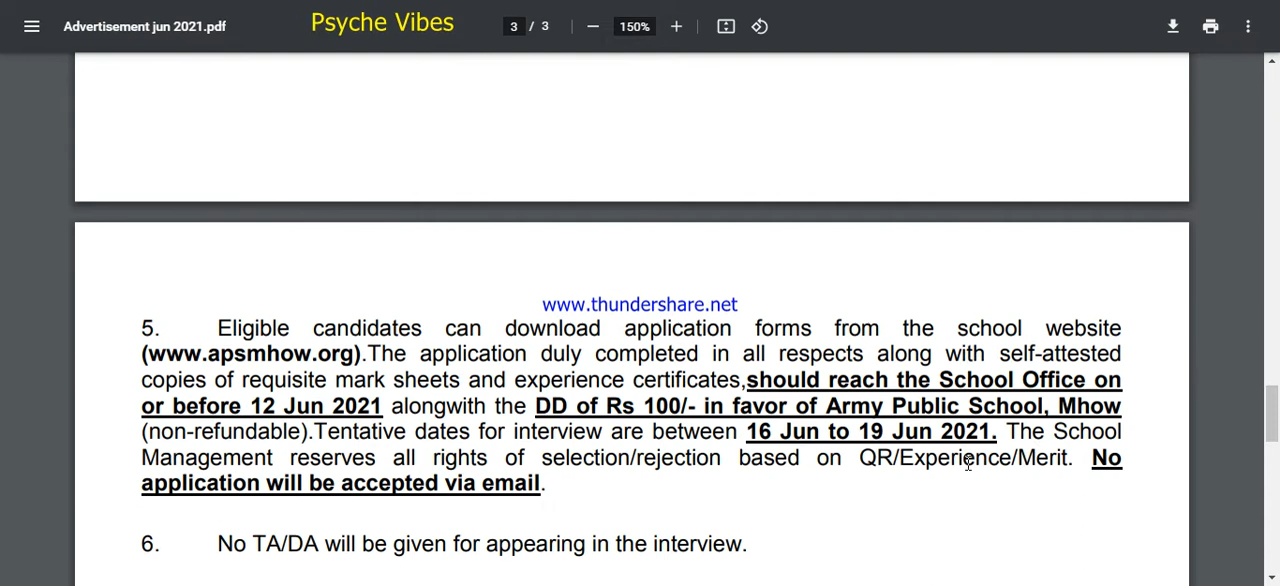 Advertisement jun 2021.pdf
Psyche Vibes
3 / 3
150%
www.thundershare.net
5. Eligible candidates can download application forms from the school website
(www.apsmhow.org).The application duly completed in all respects along with self-attested
copies of requisite mark sheets and experience certificates,should reach the School Office on
or before 12 Jun 2021 alongwith the DD of Rs 100/- in favor of Army Public School, Mhow
(non-refundable).Tentative dates for interview are between 16 Jun to 19 Jun 2021. The School
Management reserves all rights of selection/rejection based on QR/Experience/Merit. No
application will be accepted via email.
6. No TA/DA will be given for appearing in the interview.